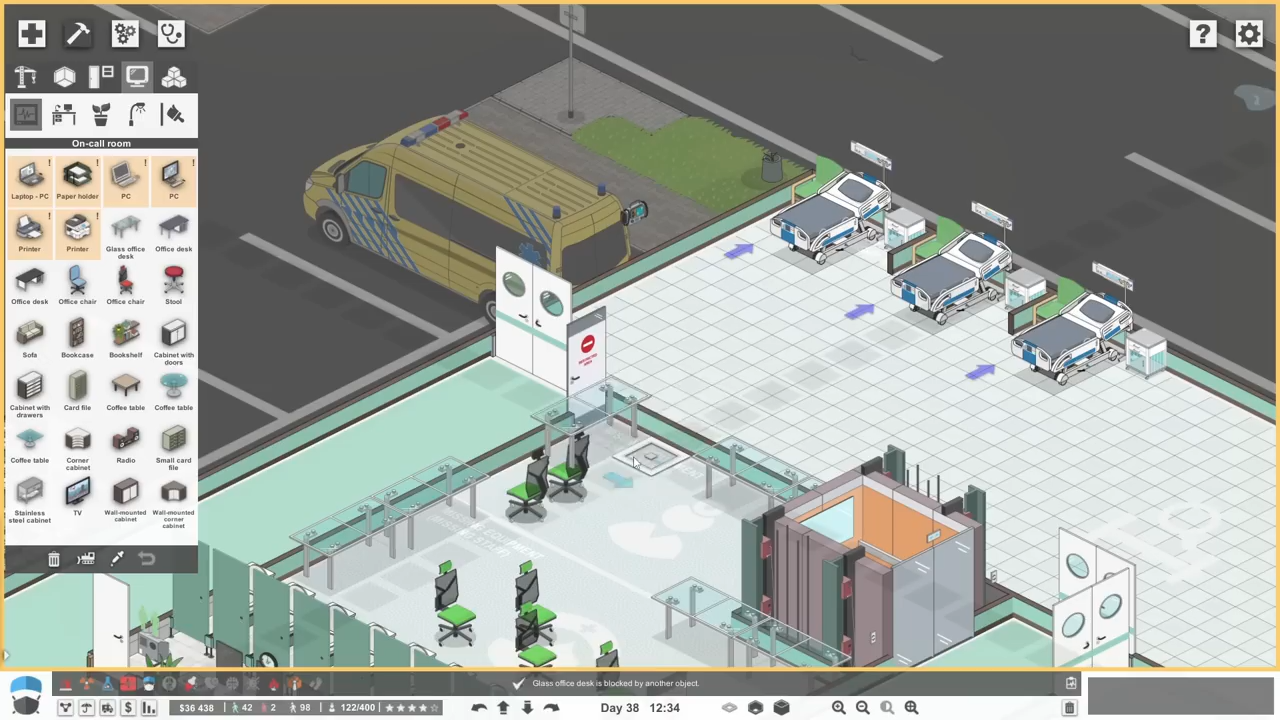 On-call room
! ! ! !
Laptop - PC Paper holder PC PC
! !
Printer Printer Glass office desk Office desk
Office desk Office chair Office chair Stool
Sofa Bookcase Bookshelf Cabinet with doors
Cabinet with drawers Card file Coffee table Coffee table
Coffee table Corner cabinet Radio Small card file
Stainless steel cabinet TV Wall-mounted cabinet Wall-mounted corner cabinet
?
EQUIPMENT
Glass office desk is blocked by another object.
$36 438 42 2 98 122/400
Day 38 12:34